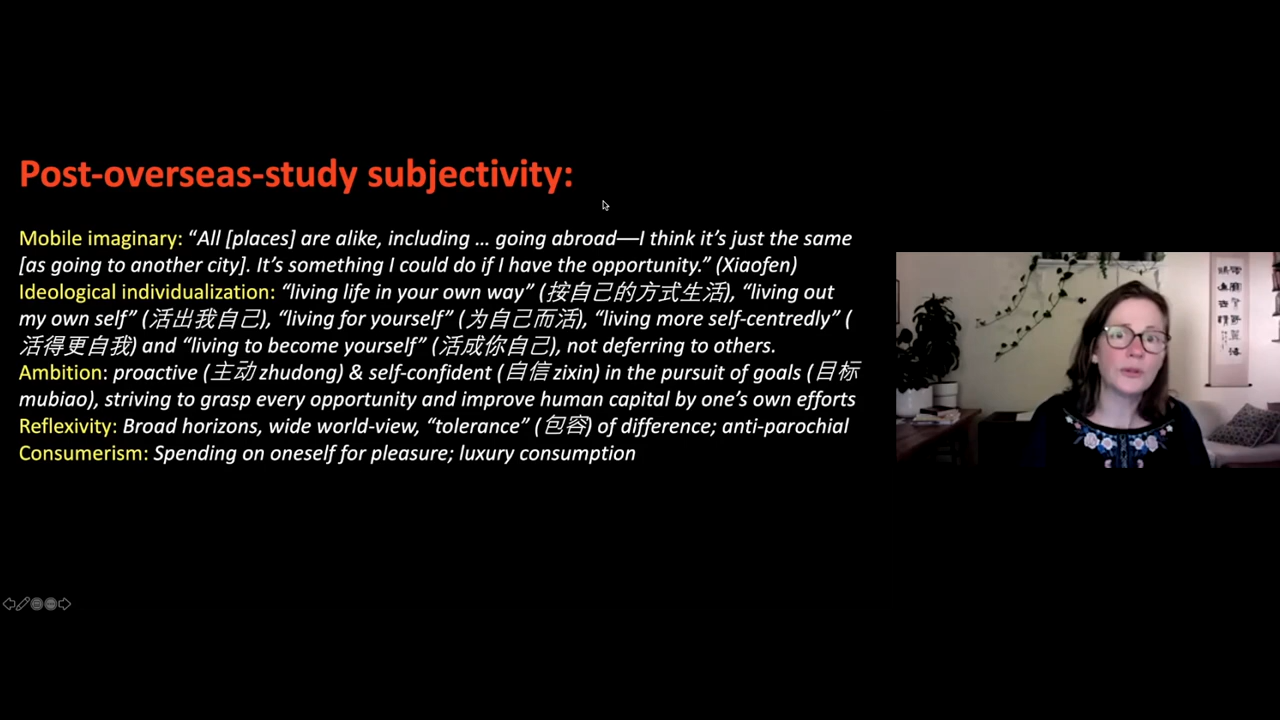 Post-overseas-study subjectivity:
Mobile imaginary: “All [places] are alike, including … going abroad—I think it’s just the same
[as going to another city]. It’s something I could do if I have the opportunity.” (Xiaofen)
Ideological individualization: “living life in your own way” (按自己的方式生活), “living out
my own self” (活出我自己), “living for yourself” (为自己而活), “living more self-centredly” (
活得更自我) and “living to become yourself” (活成你自己), not deferring to others.
Ambition: proactive (主动 zhudong) & self-confident (自信 zixin) in the pursuit of goals (目标
mubiao), striving to grasp every opportunity and improve human capital by one’s own efforts
Reflexivity: Broad horizons, wide world-view, “tolerance” (包容) of difference; anti-parochial
Consumerism: Spending on oneself for pleasure; luxury consumption